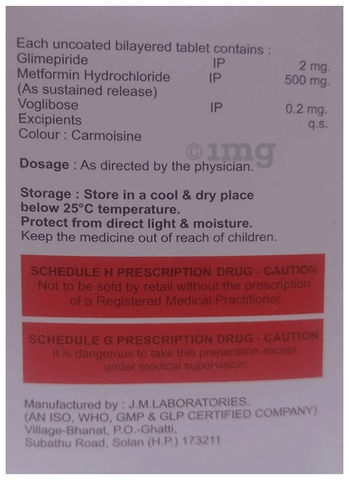 Each uncoated bilayered tablet contains :
Glimepiride IP 2 mg.
Metformin Hydrochloride IP 500 mg.
(As sustained release)
Voglibose IP 0.2 mg.
Excipients q.s.
Colour : Carmoisine
©1mg
Dosage : As directed by the physician.
Storage : Store in a cool & dry place
below 25°C temperature.
Protect from direct light & moisture.
Keep the medicine out of reach of children.
SCHEDULE H PRESCRIPTION DRUG - CAUTION
Not to be sold by retail without the prescription
of a Registered Medical Practitioner
SCHEDULE G PRESCRIPTION DRUG - CAUTION
It is dangerous to take this preparation except
under medical supervision.
Manufactured by : J.M.LABORATORIES.
(AN ISO, WHO, GMP & GLP CERTIFIED COMPANY)
Village-Bhanat, P.O.-Ghatti,
Subathu Road, Solan (H.P.) 173211